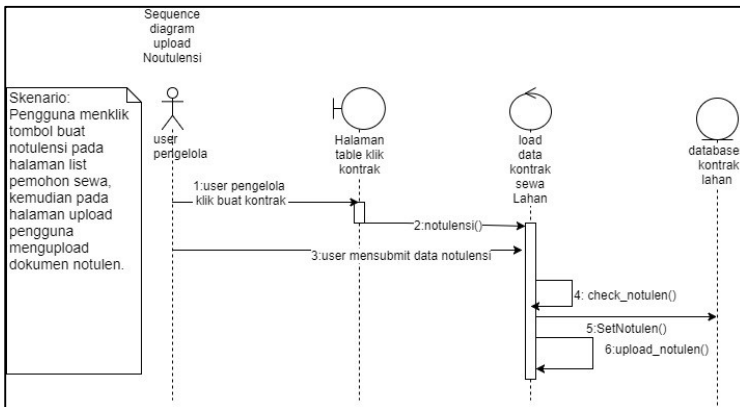 Sequence
diagram
upload
Noutulensi
Skenario:
Pengguna menklik
tombol buat
notulensi pada
halaman list
pemohon sewa,
kemudian pada
halaman upload
pengguna
mengupload
dokumen notulen.
user
pengelola
Halaman
table klik
kontrak
load
data
kontrak
sewa
Lahan
database
kontrak
lahan
1:user pengelola
klik buat kontrak
2:notulensi()
3:user mensubmit data notulensi
4: check_notulen()
5:SetNotulen()
6:upload_notulen()